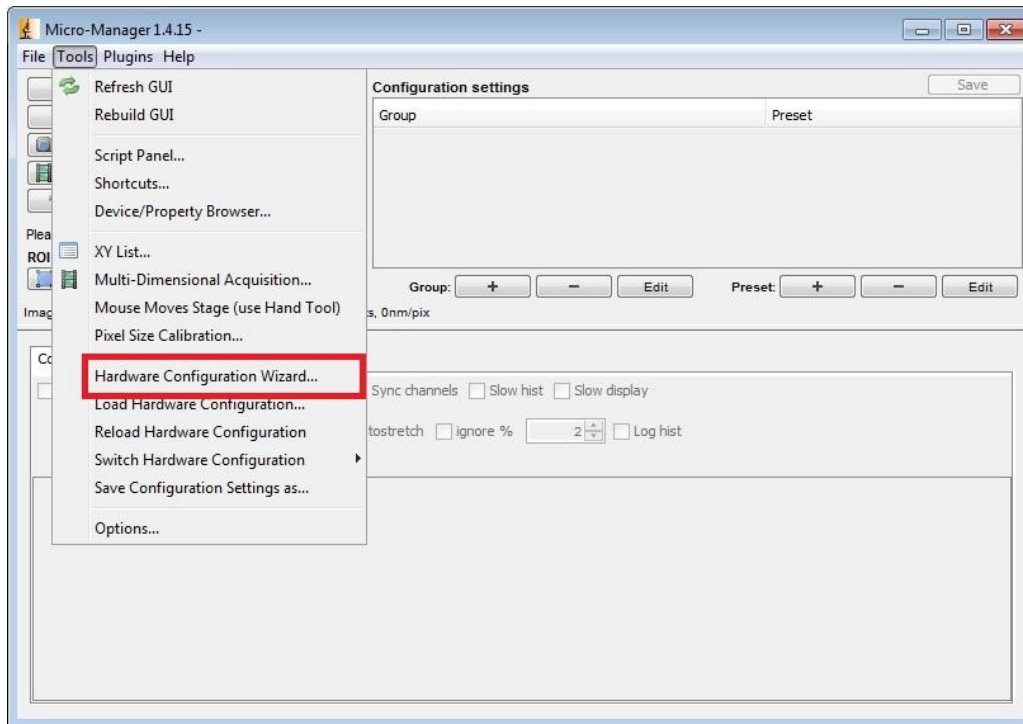 Micro-Manager 1.4.15 -
File Tools Plugins Help
Refresh GUI
Rebuild GUI
Script Panel...
Shortcuts...
Device/Property Browser...
XY List...
Multi-Dimensional Acquisition...
Mouse Moves Stage (use Hand Tool)
Pixel Size Calibration...
Hardware Configuration Wizard...
Load Hardware Configuration...
Reload Hardware Configuration
Switch Hardware Configuration
Save Configuration Settings as...
Options...
Configuration settings Save
Group Preset
Group: + - Edit Preset: + - Edit
Plea
ROI
Imag s, 0nm/pix
Co
Sync channels Slow hist Slow display
tostretch ignore % 2 Log hist